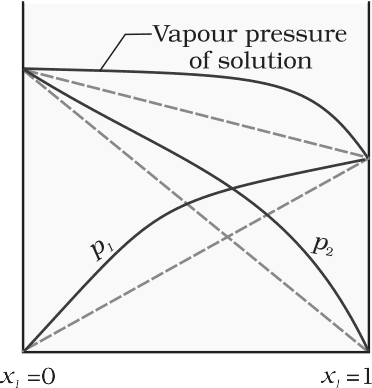 Vapour pressure
of solution
p₁
p₂
x₁=0
x₁=1